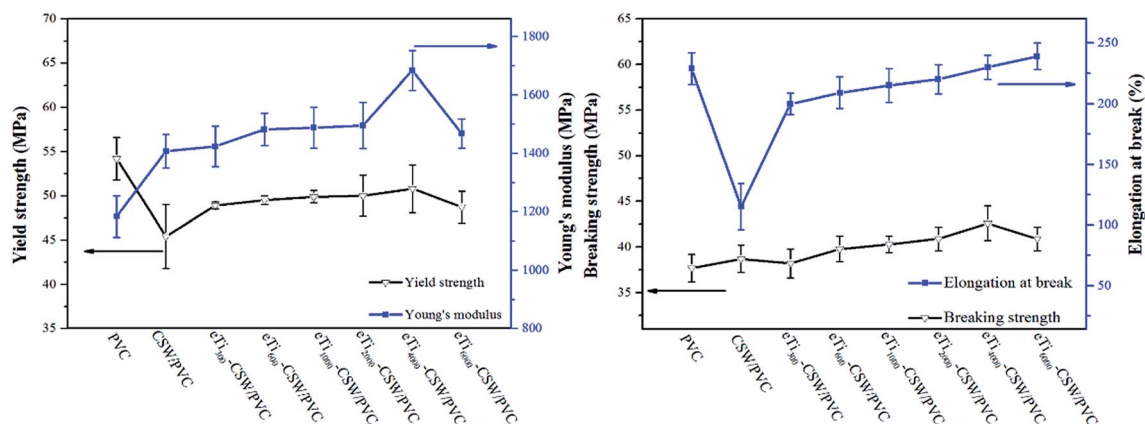 Yield strength (MPa)
70
65
60
55
50
45
40
35
1800
1600
1400
1200
1000
800
Young's modulus (MPa)
Yield strength
Young's modulus
PVC
CSW/PVC
eTi300-CSW/PVC
eTi600-CSW/PVC
eTi1000-CSW/PVC
eTi2000-CSW/PVC
eTi4000-CSW/PVC
eTi6000-CSW/PVC
Breaking strength (MPa)
65
60
55
50
45
40
35
250
200
150
100
50
Elongation at break (%)
Elongation at break
Breaking strength
PVC
CSW/PVC
eTi300-CSW/PVC
eTi600-CSW/PVC
eTi1000-CSW/PVC
eTi2000-CSW/PVC
eTi4000-CSW/PVC
eTi6000-CSW/PVC